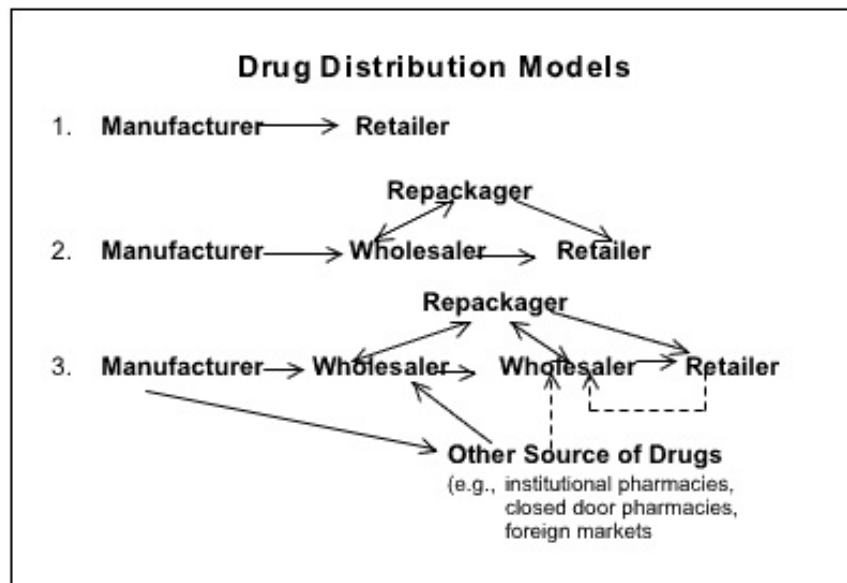 Drug Distribution Models
1. Manufacturer Retailer
Repackager
2. Manufacturer Wholesaler Retailer
Repackager
3. Manufacturer Wholesaler Wholesaler Retailer
Other Source of Drugs
(e.g., institutional pharmacies,
closed door pharmacies,
foreign markets